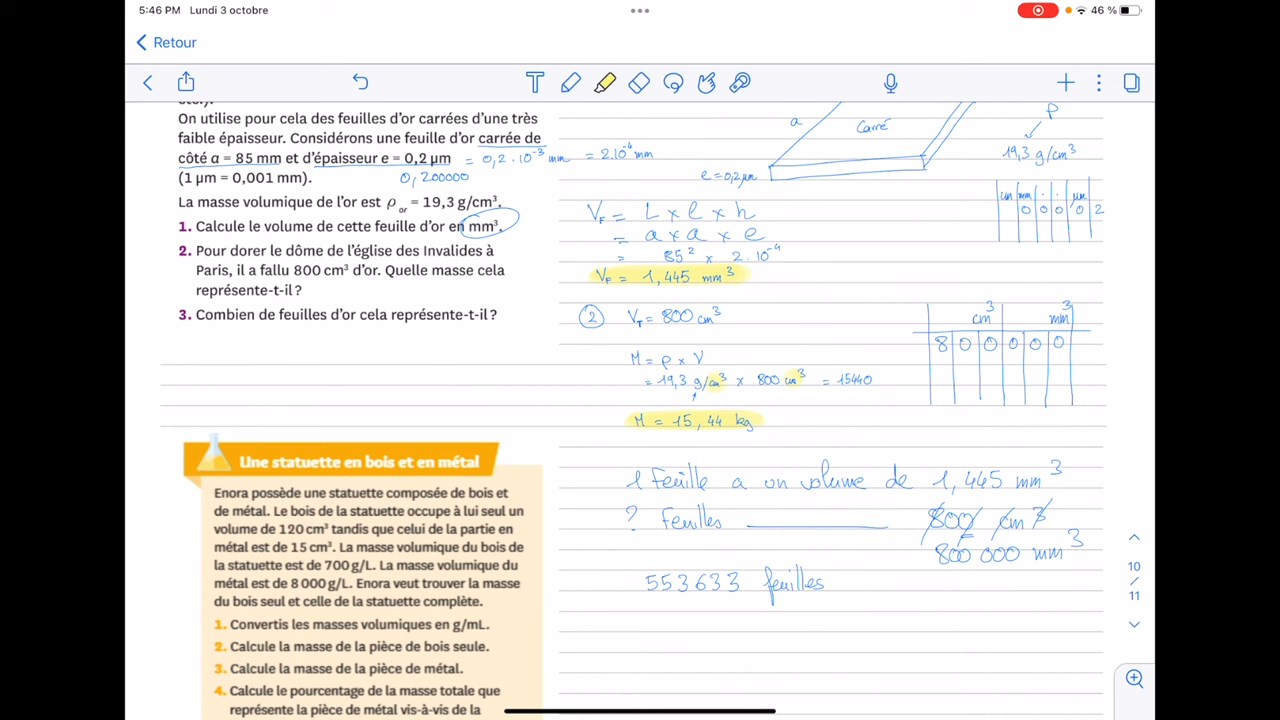 5:46 PM Lundi 3 octobre
46 %
Retour
On utilise pour cela des feuilles d'or carrées d'une très
faible épaisseur. Considérons une feuille d'or carrée de
côté a = 85 mm et d'épaisseur e = 0,2 µm = 0,2 . 10⁻³ mm = 2.10⁻⁴ mm
(1 µm = 0,001 mm). 0,200000
La masse volumique de l'or est ρor = 19,3 g/cm³.
1. Calcule le volume de cette feuille d'or en mm³.
2. Pour dorer le dôme de l'église des Invalides à
Paris, il a fallu 800 cm³ d'or. Quelle masse cela
représente-t-il ?
3. Combien de feuilles d'or cela représente-t-il ?
Une statuette en bois et en métal
Enora possède une statuette composée de bois et
de métal. Le bois de la statuette occupe à lui seul un
volume de 120 cm³ tandis que celui de la partie en
métal est de 15 cm³. La masse volumique du bois de
la statuette est de 700 g/L. La masse volumique du
métal est de 8 000 g/L. Enora veut trouver la masse
du bois seul et celle de la statuette complète.
1. Convertis les masses volumiques en g/mL.
2. Calcule la masse de la pièce de bois seule.
3. Calcule la masse de la pièce de métal.
4. Calcule le pourcentage de la masse totale que
représente la pièce de métal vis-à-vis de la
a
Carré
e = 0,2 µm
ρ
19,3 g/cm³
cm mm . . µm
0 0 0 0 2
VF = L x l x h
= a x a x e
= 85² x 2.10⁻⁴
VF = 1,445 mm³
2 VT = 800 cm³
M = ρ x V
= 19,3 g/cm³ x 800 cm³ = 15440
M = 15,44 kg
cm³ mm³
8 0 0 0 0 0
1 Feuille a un volume de 1,445 mm³
? Feuilles 800 cm³
=
800 000 mm³
553633 feuilles
10
/
11